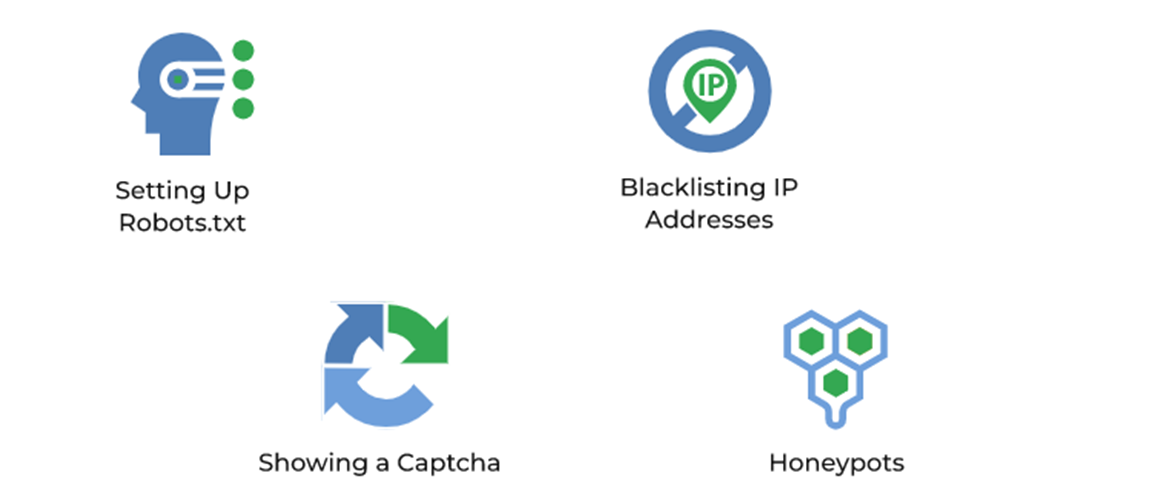 IP
Setting Up
Robots.txt
Blacklisting IP
Addresses
Showing a Captcha
Honeypots